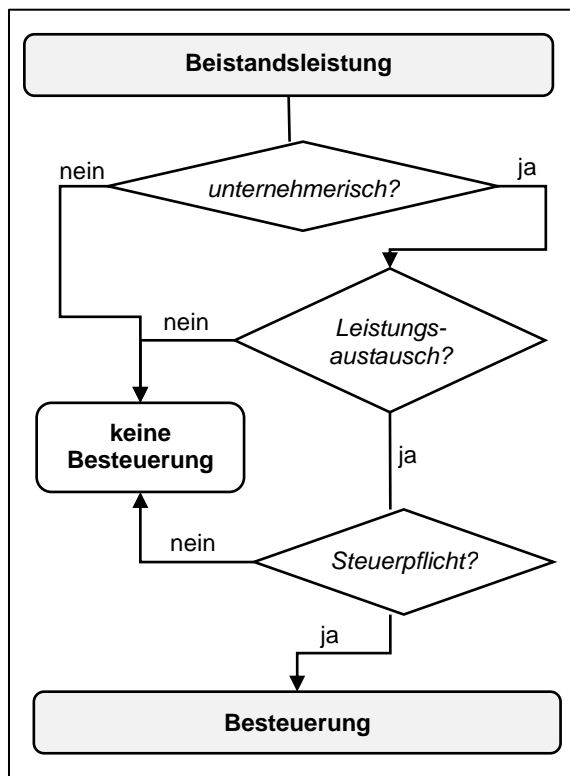 Beistandsleistung
nein
ja
unternehmerisch?
nein
Leistungs-
austausch?
keine
Besteuerung
ja
nein
Steuerpflicht?
ja
Besteuerung